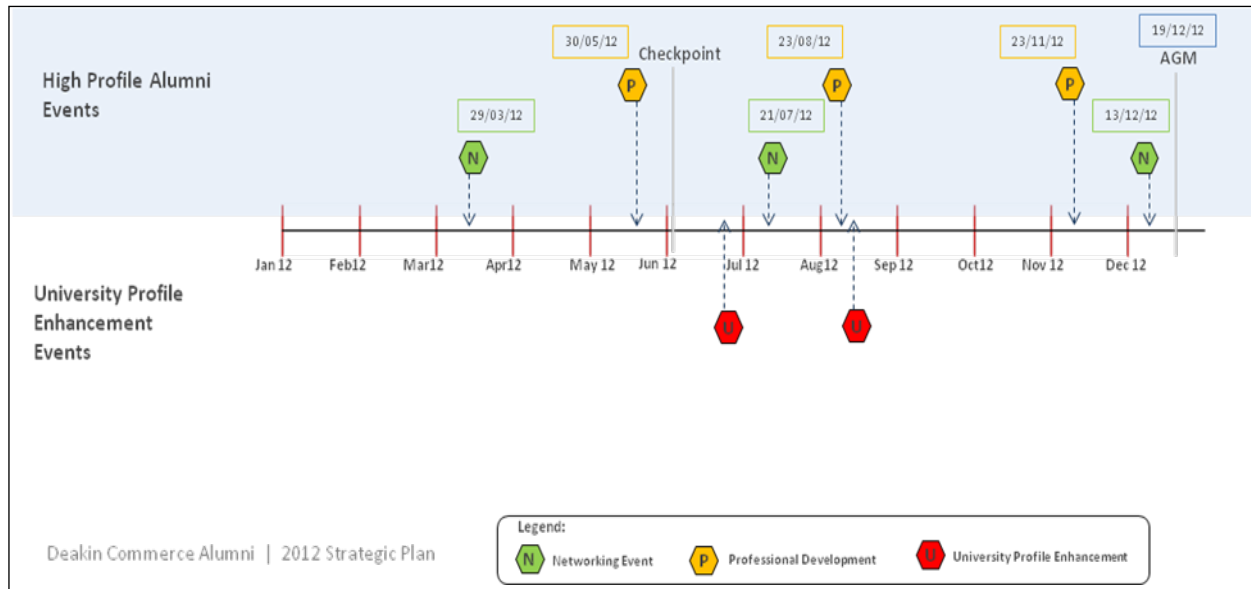 19/12/12
30/05/12
23/08/12
23/11/12
Checkpoint
AGM
High Profile Alumni
Events
P
P
P
29/03/12
21/07/12
13/12/12
N
N
N
Jan 12
Feb12
Mar12
Apr12
May 12
Jun 12
Jul 12
Aug12
Sep 12
Oct12
Nov 12
Dec 12
University Profile
Enhancement
Events
U
U
Legend:
Deakin Commerce Alumni | 2012 Strategic Plan
N Networking Event
P Professional Development
U University Profile Enhancement